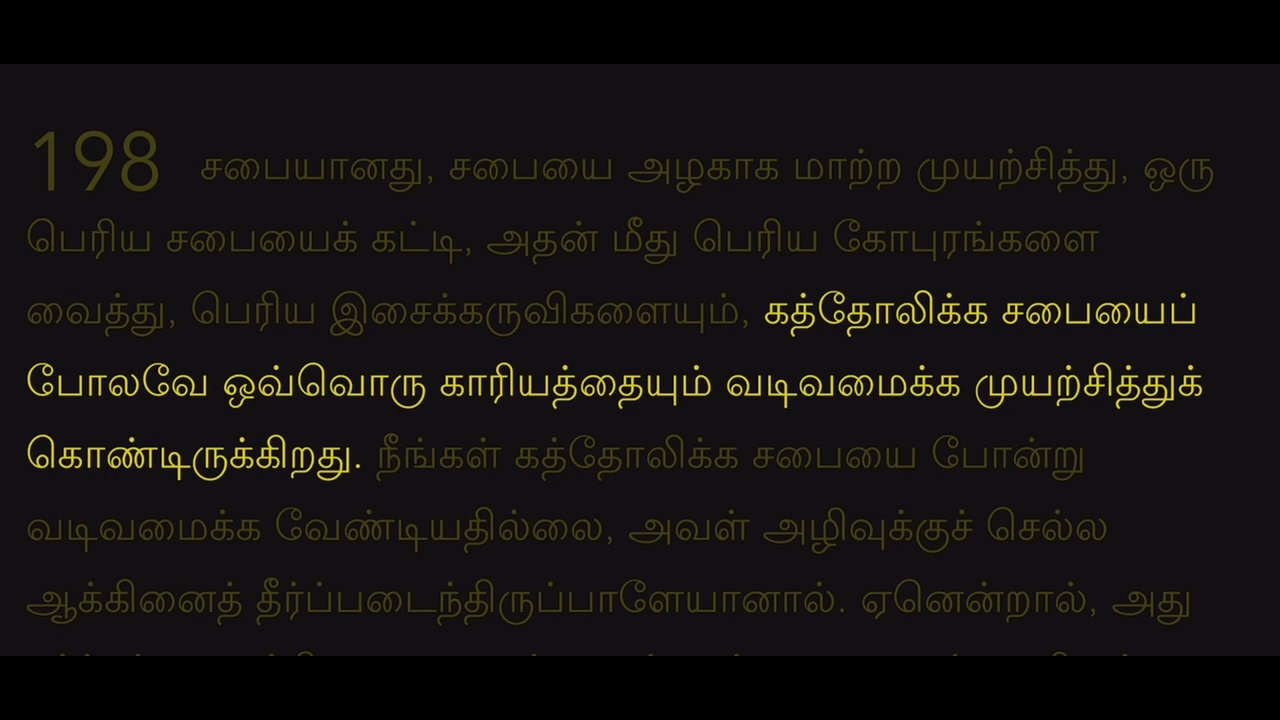 198 சபையானது, சபையை அழகாக மாற்ற முயற்சித்து, ஒரு
பெரிய சபையைக் கட்டி, அதன் மீது பெரிய கோபுரங்களை
வைத்து, பெரிய இசைக்கருவிகளையும், கத்தோலிக்க சபையைப்
போலவே ஒவ்வொரு காரியத்தையும் வடிவமைக்க முயற்சித்துக்
கொண்டிருக்கிறது. நீங்கள் கத்தோலிக்க சபையை போன்று
வடிவமைக்க வேண்டியதில்லை, அவள் அழிவுக்குச் செல்ல
ஆக்கினைத் தீர்ப்படைந்திருப்பாளேயானால். ஏனென்றால், அது